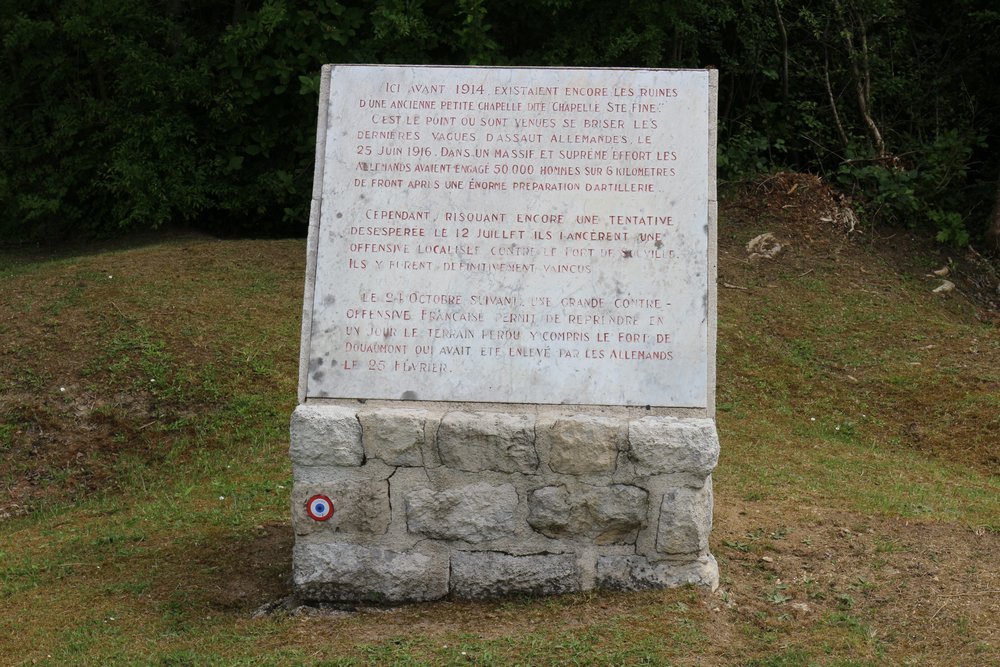 ICI AVANT 1914 EXISTAIENT ENCORE LES RUINES
D'UNE ANCIENNE PETITE CHAPELLE DITE "CHAPELLE STE FINE."
C'EST LE POINT OU SONT VENUES SE BRISER LES
DERNIÈRES VAGUES D'ASSAUT ALLEMANDES, LE
25 JUIN 1916. DANS UN MASSIF ET SUPRÊME EFFORT LES
ALLEMANDS AVAIENT ENGAGÉ 50.000 HOMMES SUR 6 KILOMETRES
DE FRONT APRÈS UNE ÉNORME PRÉPARATION D'ARTILLERIE.
CEPENDANT, RISQUANT ENCORE UNE TENTATIVE
DESESPEREE LE 12 JUILLET ILS LANCÈRENT UNE
OFFENSIVE LOCALISÉE CONTRE LE FORT DE SOUVILLE.
ILS Y FURENT DEFINITIVEMENT VAINCUS
LE 24 OCTOBRE SUIVANT, UNE GRANDE CONTRE-
OFFENSIVE FRANÇAISE PERMIT DE REPRENDRE EN
UN JOUR LE TERRAIN PERDU Y COMPRIS LE FORT DE
DOUAUMONT QUI AVAIT ETE ENLEVÉ PAR LES ALLEMANDS
LE 25 FÉVRIER.